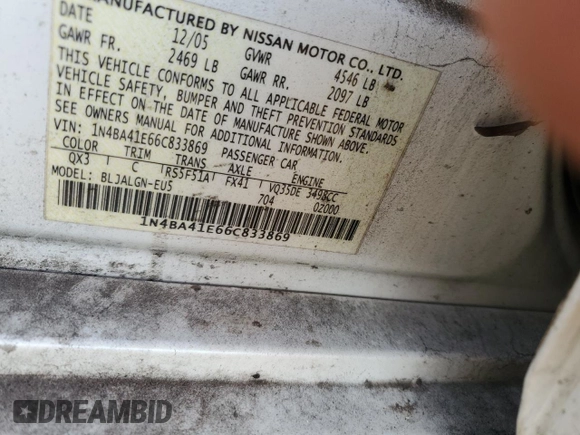 MANUFACTURED BY NISSAN MOTOR CO., LTD.
DATE 12/05 GVWR 4546 LB
GAWR FR. 2469 LB GAWR RR. 2097 LB
THIS VEHICLE CONFORMS TO ALL APPLICABLE FEDERAL MOTOR
VEHICLE SAFETY, BUMPER AND THEFT PREVENTION STANDARDS
IN EFFECT ON THE DATE OF MANUFACTURE SHOWN ABOVE.
SEE OWNERS MANUAL FOR ADDITIONAL INFORMATION.
VIN: 1N4BA41E66C833869 PASSENGER CAR
COLOR TRIM TRANS AXLE ENGINE
QX3 C RS5F51A FX41 VQ35DE 3498CC
MODEL: BLJALGN-EU5 704 02000
1N4BA41E66C833869
DREAMBID